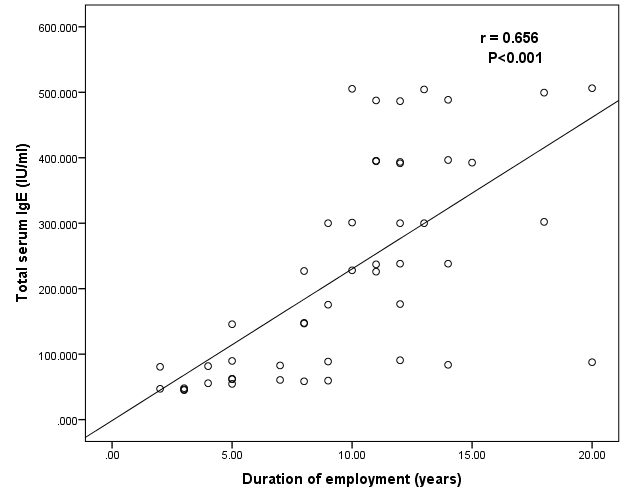 600.000
r = 0.656
P<0.001
500.000
400.000
300.000
200.000
100.000
.000
Total serum IgE (IU/ml)
.00 5.00 10.00 15.00 20.00
Duration of employment (years)